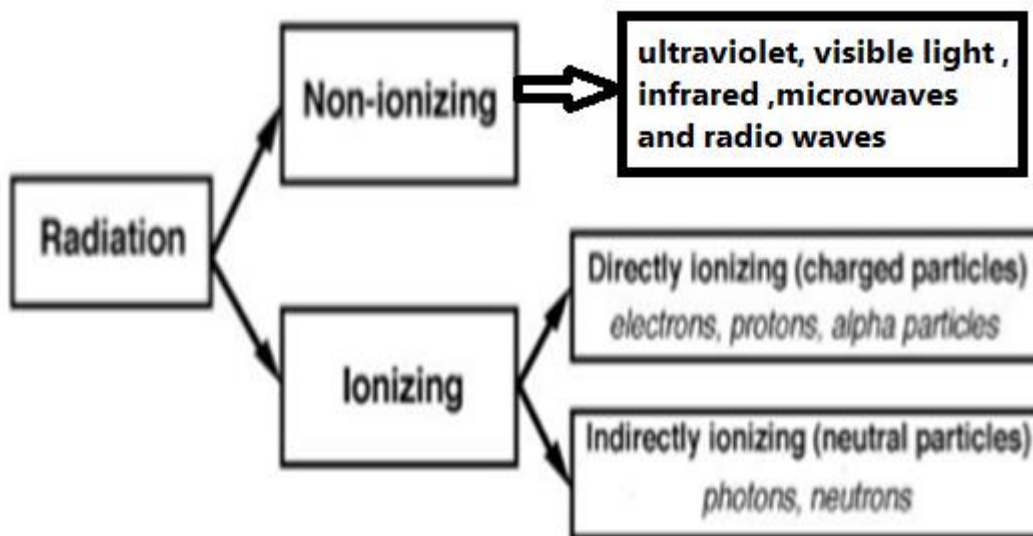 ultraviolet, visible light ,
infrared ,microwaves
and radio waves
Non-ionizing
Radiation
Directly ionizing (charged particles)
electrons, protons, alpha particles
Ionizing
Indirectly ionizing (neutral particles)
photons, neutrons